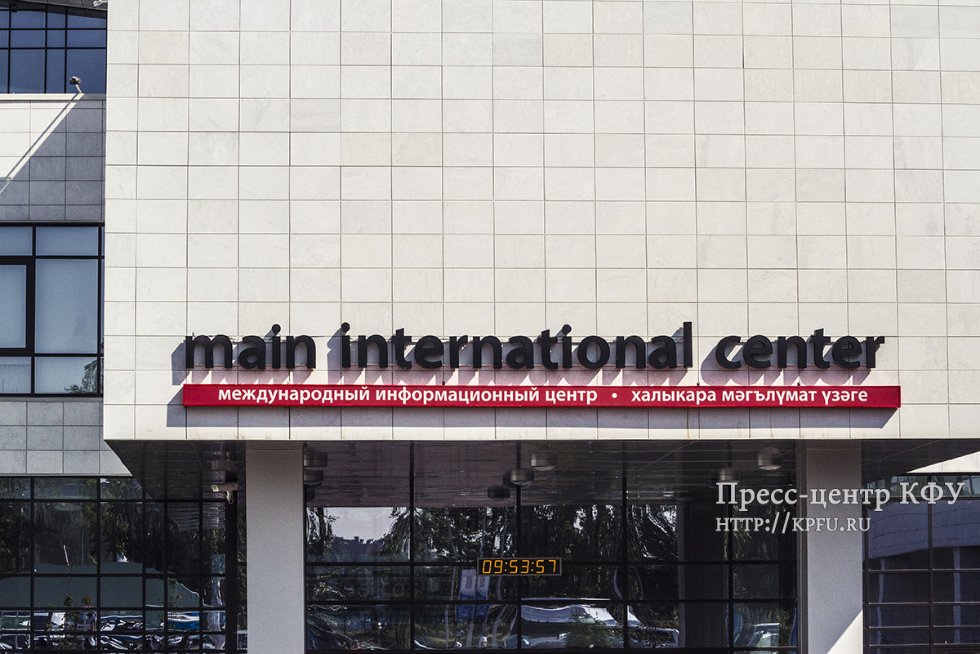 main international center
международный информационный центр • халыкара мәгълүмат үзәге
Пресс-центр КФУ
HTTP://KPFU.RU
09:53:57